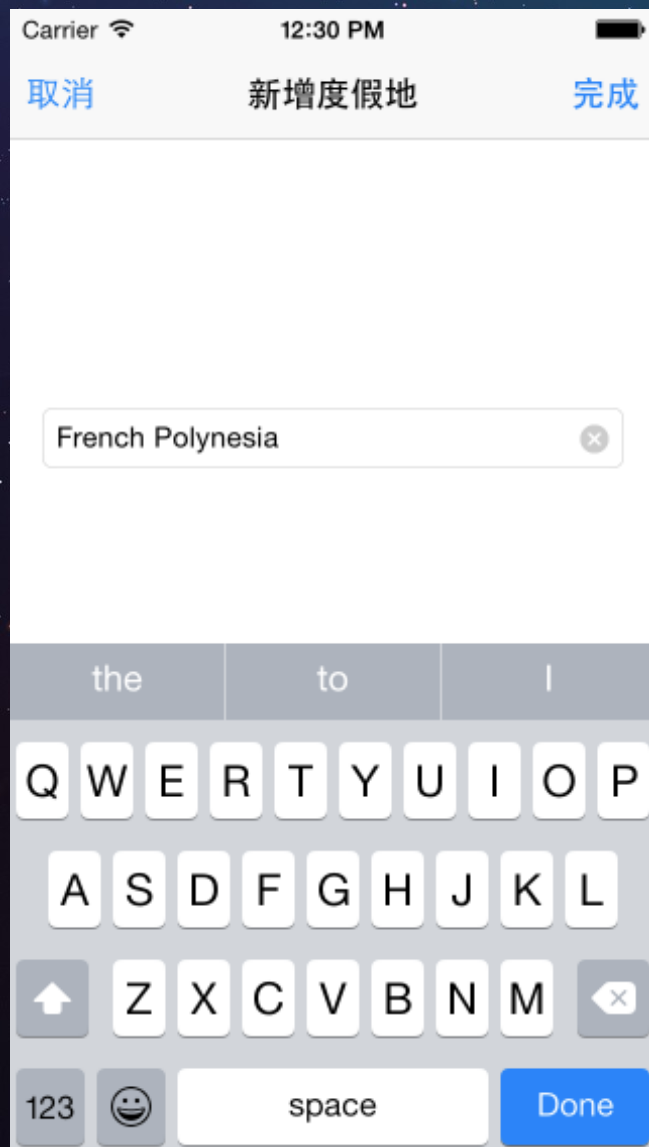 Carrier 12:30 PM
取消 新增度假地 完成
French Polynesia
the to I
Q W E R T Y U I O P
A S D F G H J K L
Z X C V B N M
123 space Done